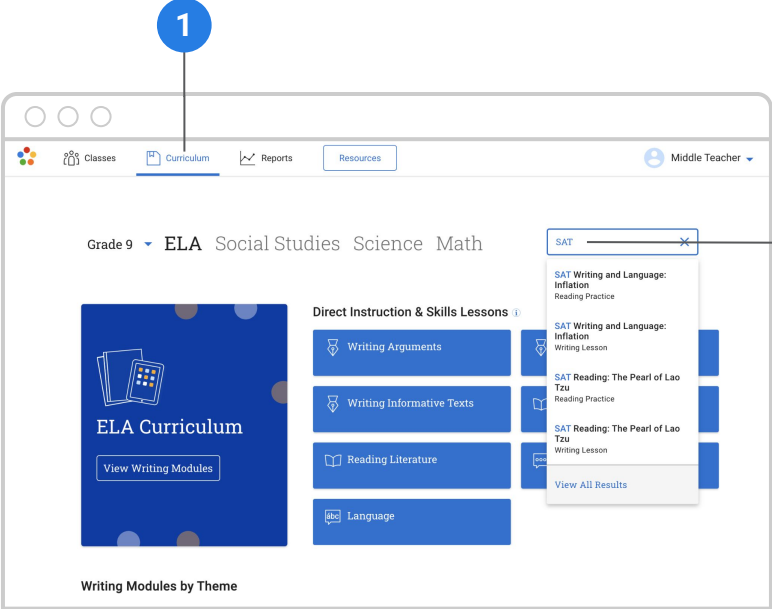 1
Classes Curriculum Reports Resources Middle Teacher
Grade 9 ELA Social Studies Science Math
SAT
SAT Writing and Language:
Inflation
Reading Practice
SAT Writing and Language:
Inflation
Writing Lesson
SAT Reading: The Pearl of Lao
Tzu
Reading Practice
SAT Reading: The Pearl of Lao
Tzu
Writing Lesson
View All Results
ELA Curriculum
View Writing Modules
Direct Instruction & Skills Lessons
Writing Arguments
Writing Informative Texts
Reading Literature
ábc Language
Writing Modules by Theme